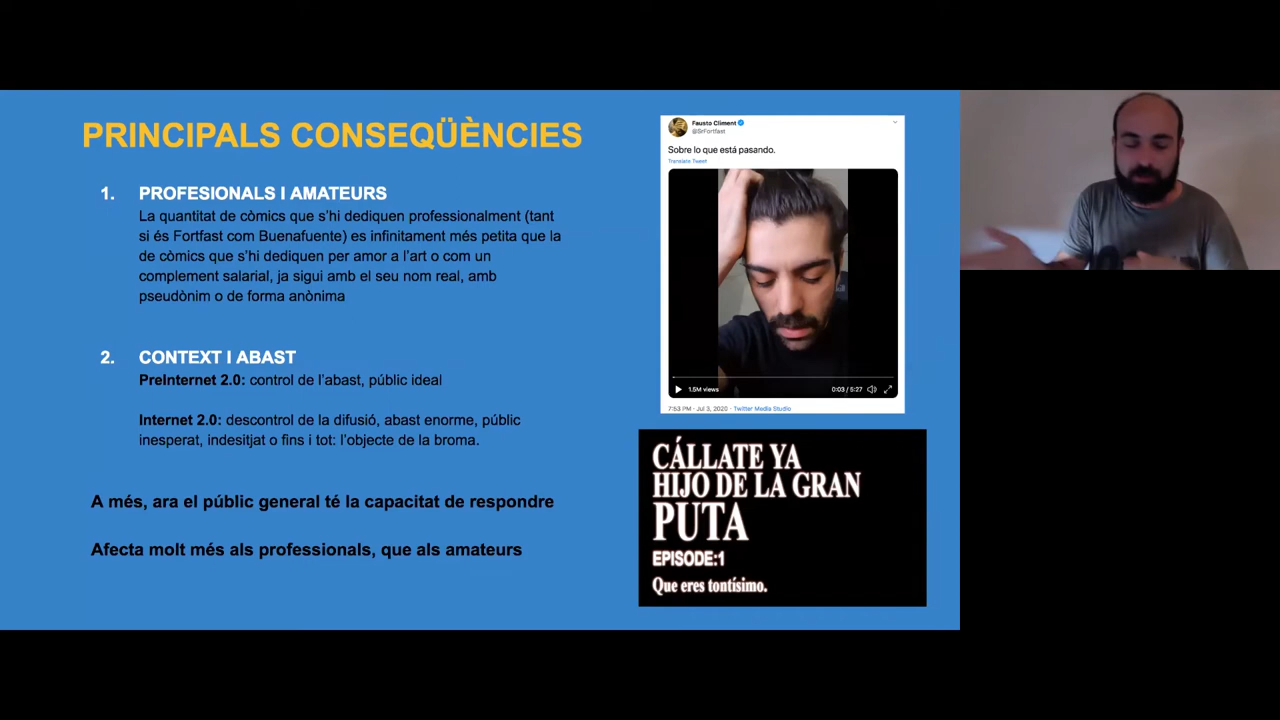 PRINCIPALS CONSEQÜÈNCIES
1. PROFESIONALS I AMATEURS
La quantitat de còmics que s'hi dediquen professionalment (tant
si és Fortfast com Buenafuente) es infinitament més petita que la
de còmics que s'hi dediquen per amor a l'art o com un
complement salarial, ja sigui amb el seu nom real, amb
pseudònim o de forma anònima
2. CONTEXT I ABAST
PreInternet 2.0: control de l'abast, públic ideal
Internet 2.0: descontrol de la difusió, abast enorme, públic
inesperat, indesitjat o fins i tot: l'objecte de la broma.
A més, ara el públic general té la capacitat de respondre
Afecta molt més als professionals, que als amateurs
Fausto Climent
@SrFortfast
Sobre lo que está pasando.
Translate Tweet
1.5M views
0:03 / 5:27
7:53 PM · Jul 3, 2020 · Twitter Media Studio
CÁLLATE YA
HIJO DE LA GRAN
PUTA
EPISODE:1
Que eres tontísimo.